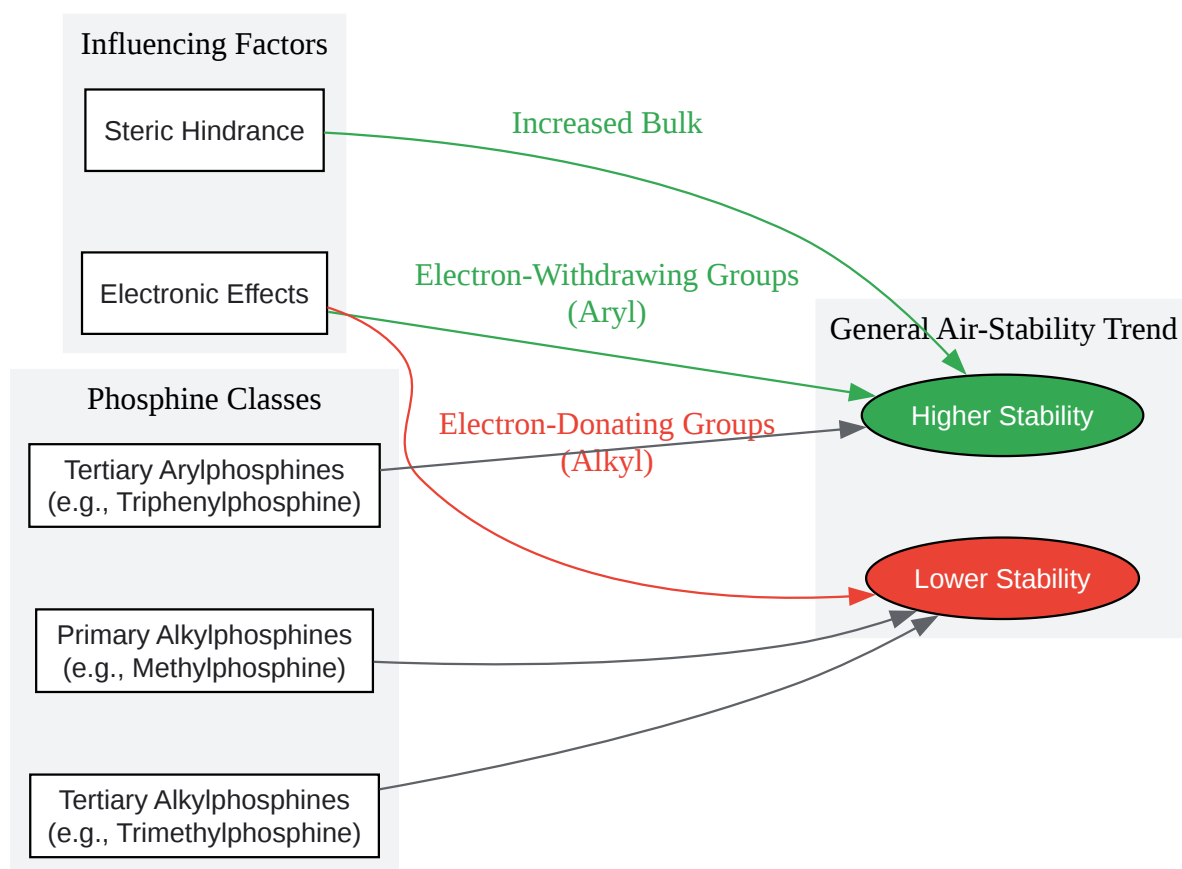 Influencing Factors
Steric Hindrance
Electronic Effects
Increased Bulk
Electron-Withdrawing Groups
(Aryl)
Electron-Donating Groups
(Alkyl)
Phosphine Classes
Tertiary Arylphosphines
(e.g., Triphenylphosphine)
Primary Alkylphosphines
(e.g., Methylphosphine)
Tertiary Alkylphosphines
(e.g., Trimethylphosphine)
General Air-Stability Trend
Higher Stability
Lower Stability